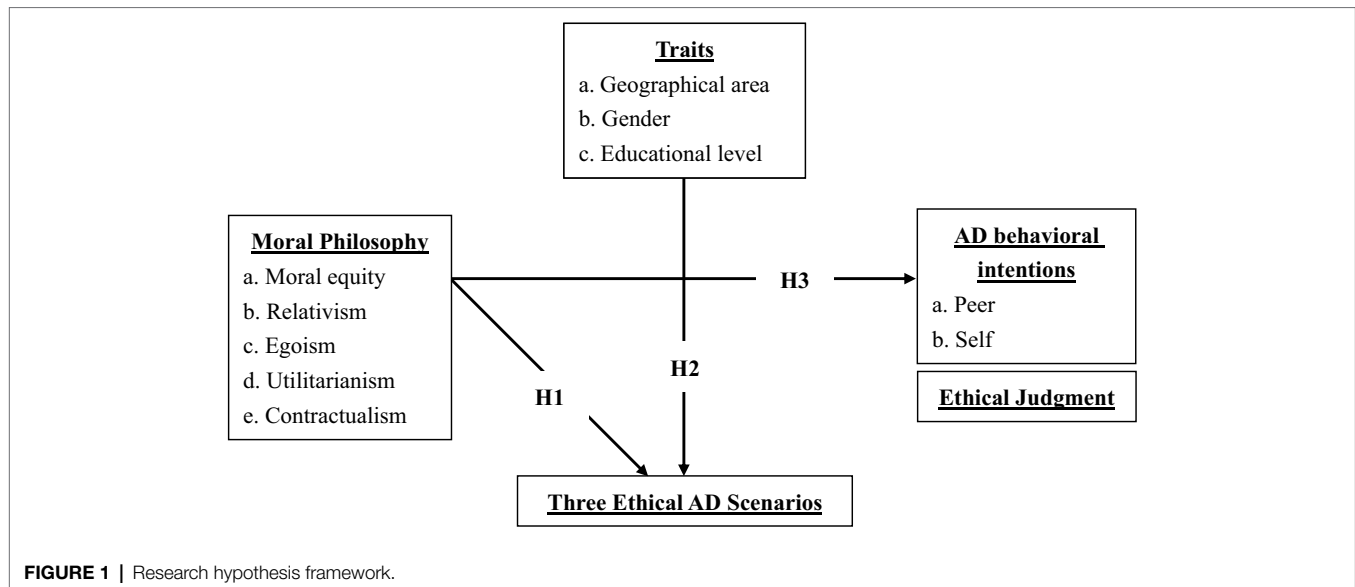 Traits
a. Geographical area
b. Gender
c. Educational level
Moral Philosophy
a. Moral equity
b. Relativism
c. Egoism
d. Utilitarianism
e. Contractualism
H3
AD behavioral
intentions
a. Peer
b. Self
H2
H1
Ethical Judgment
Three Ethical AD Scenarios
FIGURE 1 | Research hypothesis framework.